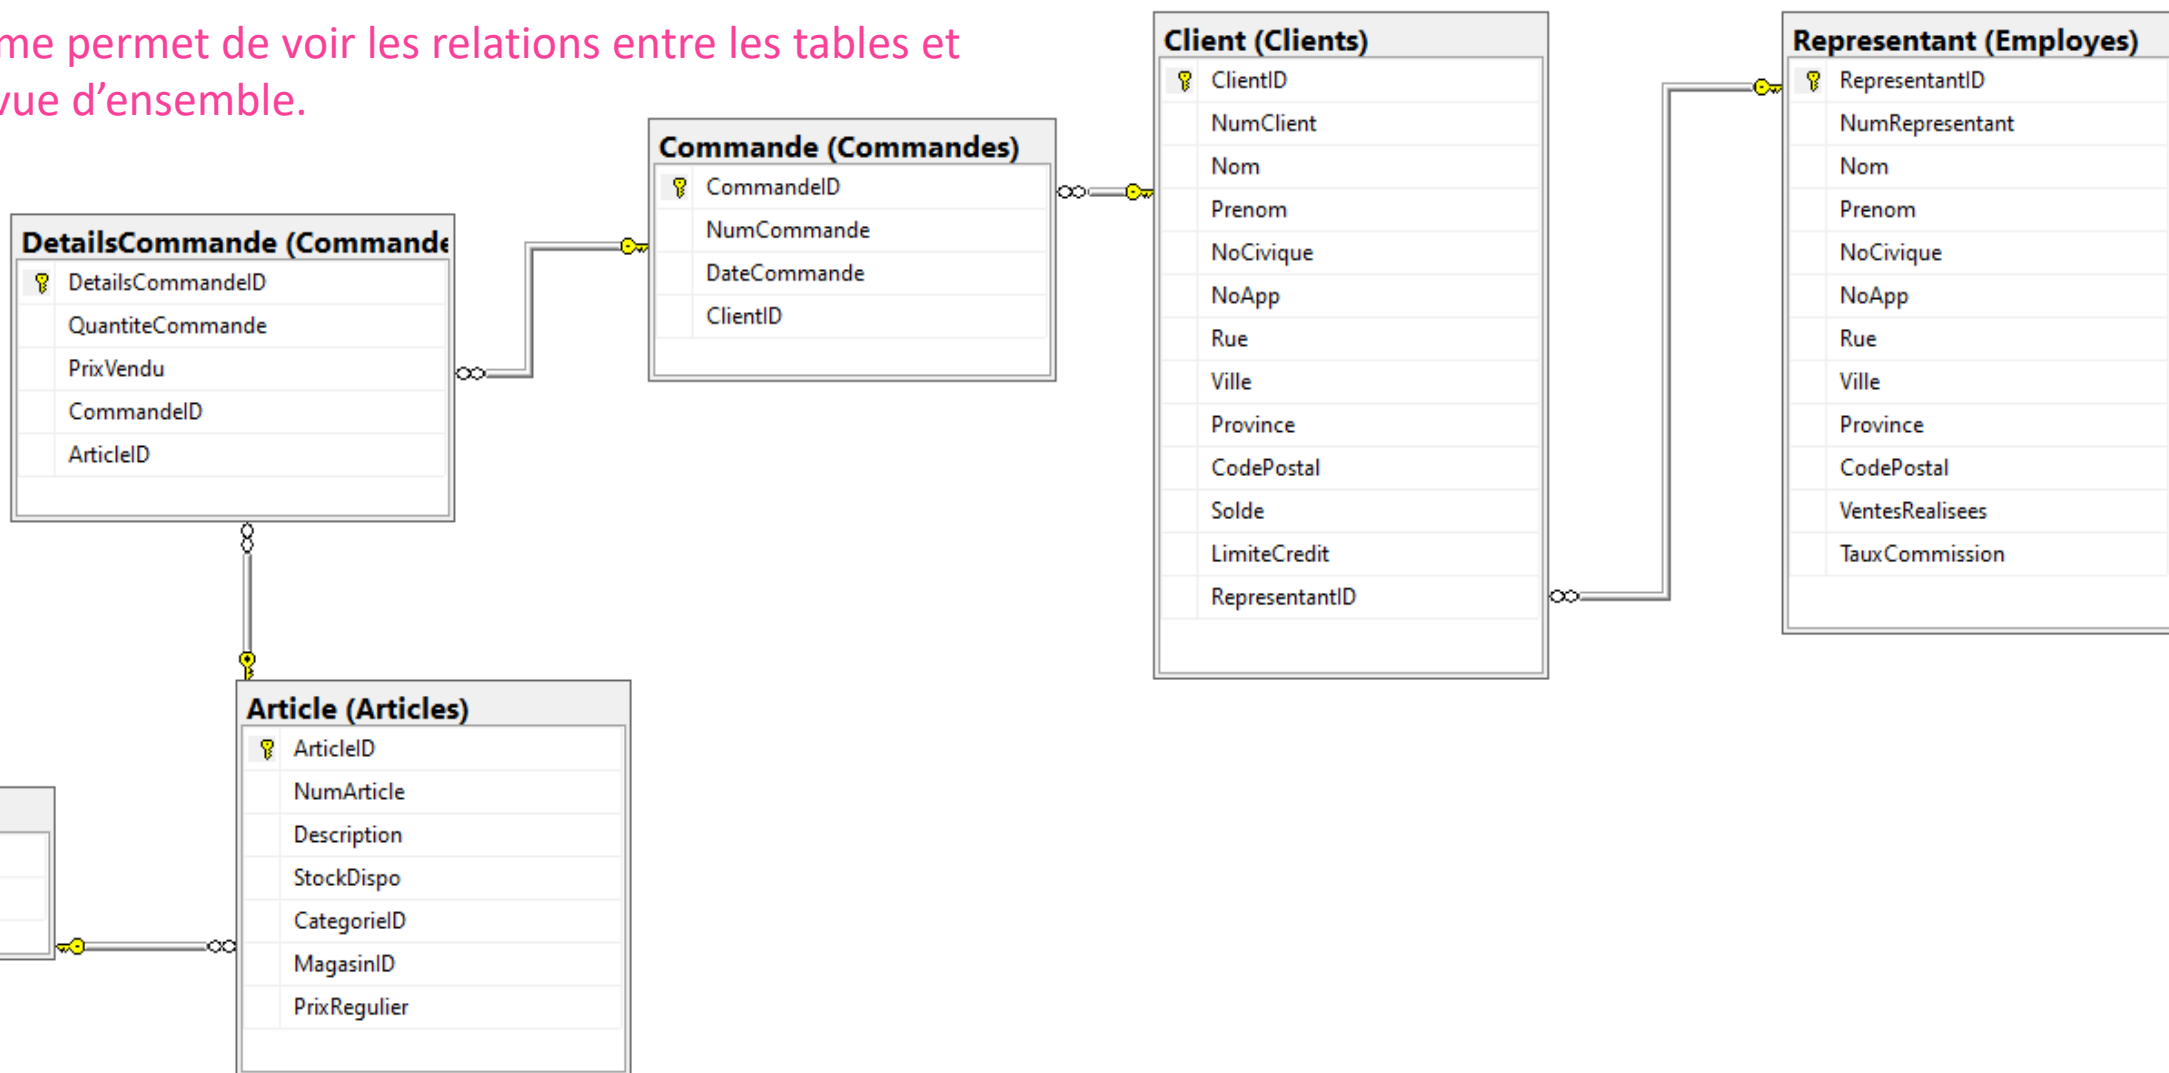 me permet de voir les relations entre les tables et
vue d’ensemble.
DetailsCommande (Commande
DetailsCommandeID
QuantiteCommande
PrixVendu
CommandeID
ArticleID
Commande (Commandes)
CommandeID
NumCommande
DateCommande
ClientID
Client (Clients)
ClientID
NumClient
Nom
Prenom
NoCivique
NoApp
Rue
Ville
Province
CodePostal
Solde
LimiteCredit
RepresentantID
Representant (Employes)
RepresentantID
NumRepresentant
Nom
Prenom
NoCivique
NoApp
Rue
Ville
Province
CodePostal
VentesRealisees
TauxCommission
Article (Articles)
ArticleID
NumArticle
Description
StockDispo
CategorieID
MagasinID
PrixRegulier